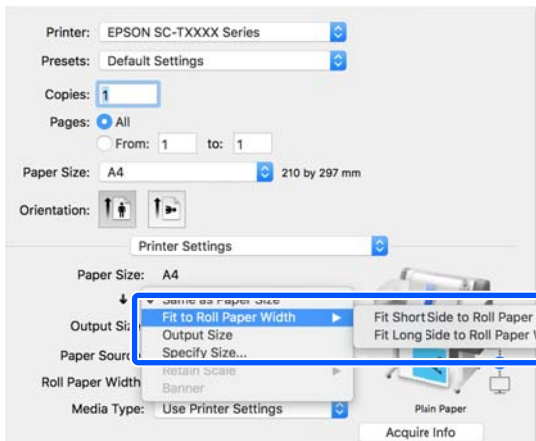 Printer: EPSON SC-TXXXX Series
Presets: Default Settings
Copies: 1
Pages: All
From: 1 to: 1
Paper Size: A4 210 by 297 mm
Orientation:
Printer Settings
Paper Size: A4
Same as Paper Size
Fit to Roll Paper Width Fit Short Side to Roll Paper
Output Size Fit Long Side to Roll Paper
Specify Size...
Paper
Retain Scale
Roll Paper Width
Banner
Media Type: Use Printer Settings Plain Paper
Acquire Info